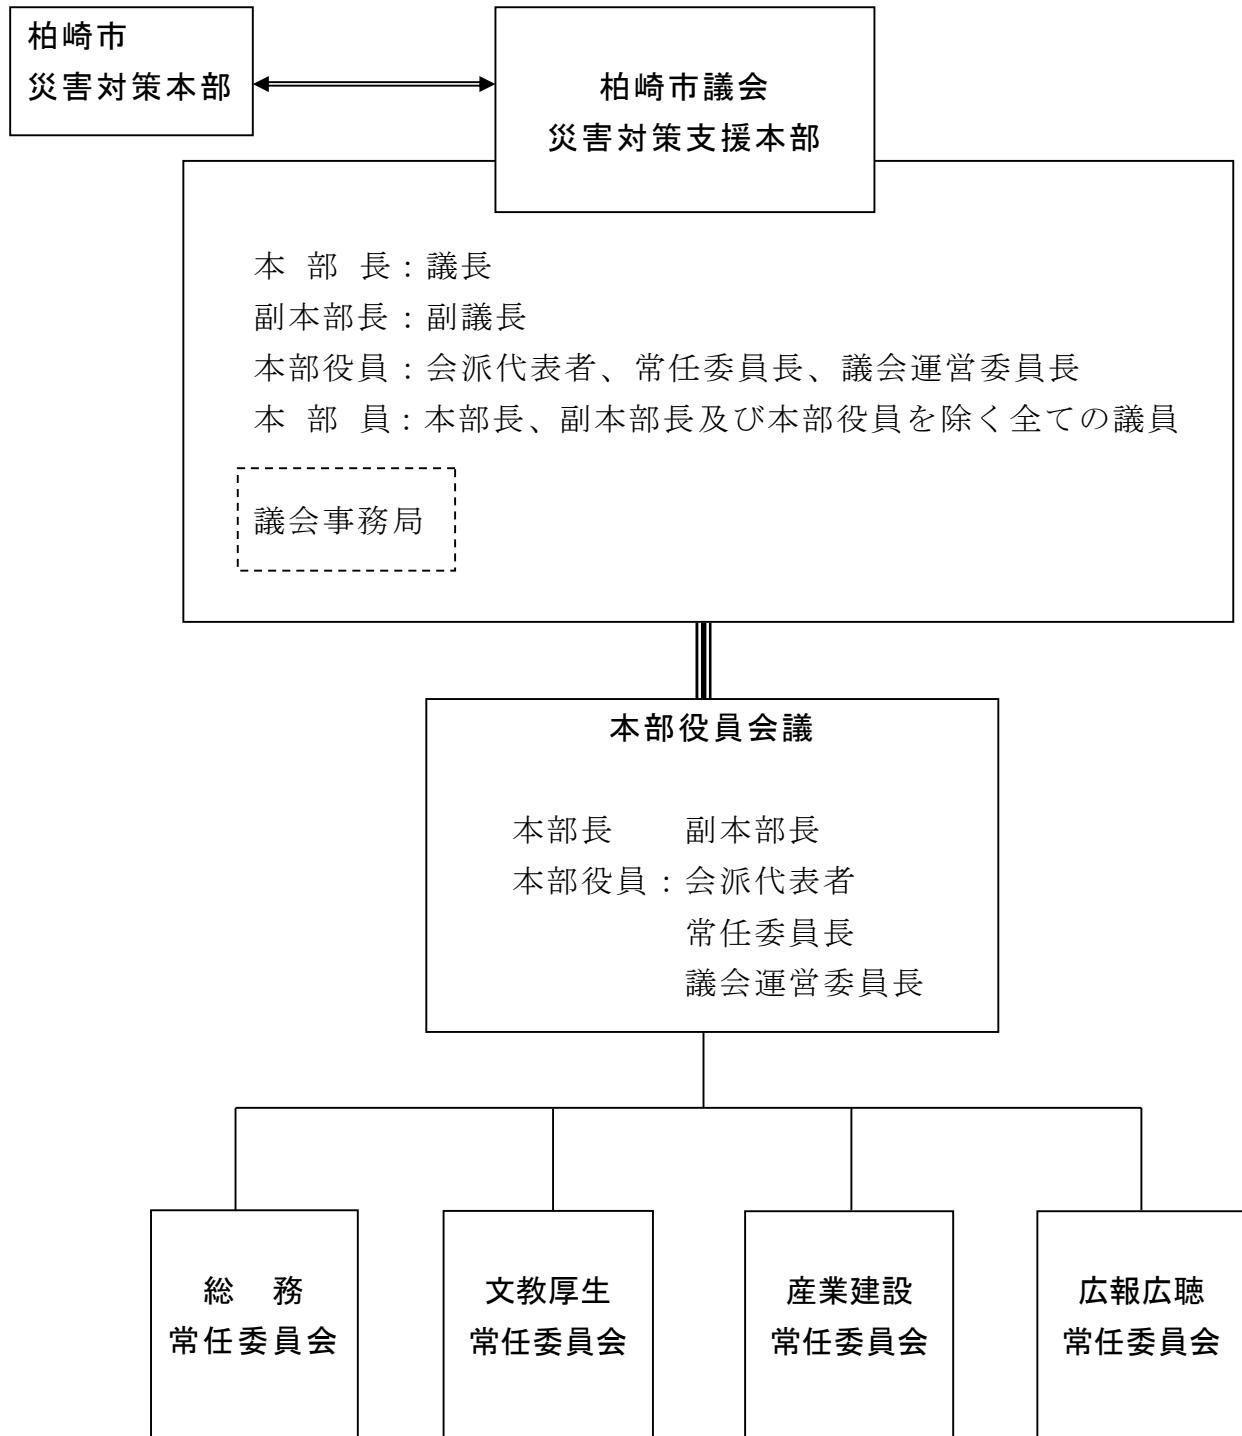 柏崎市
災害対策本部
柏崎市議会
災害対策支援本部
本 部 長：議長
副本部長：副議長
本部役員：会派代表者、常任委員長、議会運営委員長
本 部 員：本部長、副本部長及び本部役員を除く全ての議員
議会事務局
本部役員会議
本部長　副本部長
本部役員：会派代表者
常任委員長
議会運営委員長
総　務
常任委員会
文教厚生
常任委員会
産業建設
常任委員会
広報広聴
常任委員会